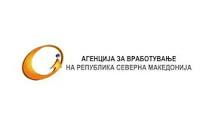 АГЕНЦИЈА ЗА ВРАБОТУВАЊЕ
НА РЕПУБЛИКА СЕВЕРНА МАКЕДОНИЈА